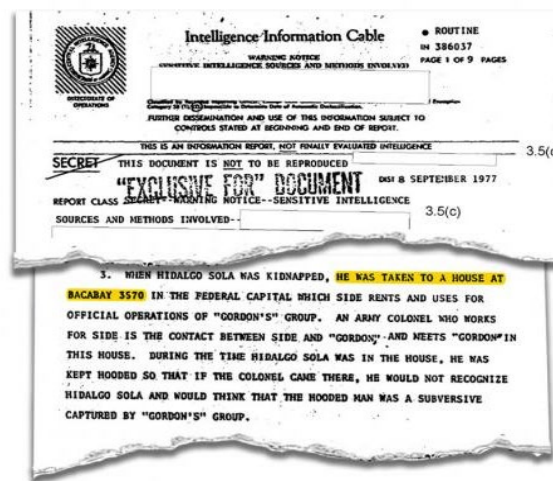 Intelligence Information Cable
● ROUTINE
IN 386037
PAGE 1 OF 9 PAGES
WARNING NOTICE
SENSITIVE INTELLIGENCE SOURCES AND METHODS INVOLVED
DIRECTORATE OF
OPERATIONS
FURTHER DISSEMINATION AND USE OF THIS INFORMATION SUBJECT TO
CONTROLS STATED AT BEGINNING AND END OF REPORT.
THIS IS AN INFORMATION REPORT, NOT FINALLY EVALUATED INTELLIGENCE
SECRET THIS DOCUMENT IS NOT TO BE REPRODUCED
3.5(c
"EXCLUSIVE FOR" DOCUMENT DIST 8 SEPTEMBER 1977
REPORT CLASS SECRET--WARNING NOTICE--SENSITIVE INTELLIGENCE
3.5(c)
SOURCES AND METHODS INVOLVED--
3. WHEN HIDALGO SOLA WAS KIDNAPPED, HE WAS TAKEN TO A HOUSE AT
BACABAY 3570 IN THE FEDERAL CAPITAL WHICH SIDE RENTS AND USES FOR
OFFICIAL OPERATIONS OF "GORDON'S" GROUP. AN ARMY COLONEL WHO WORKS
FOR SIDE IS THE CONTACT BETWEEN SIDE AND "GORDON" AND MEETS "GORDON" IN
THIS HOUSE. DURING THE TIME HIDALGO SOLA WAS IN THE HOUSE, HE WAS
KEPT HOODED SO THAT IF THE COLONEL CAME THERE, HE WOULD NOT RECOGNIZE
HIDALGO SOLA AND WOULD THINK THAT THE HOODED MAN WAS A SUBVERSIVE
CAPTURED BY "GORDON'S" GROUP.